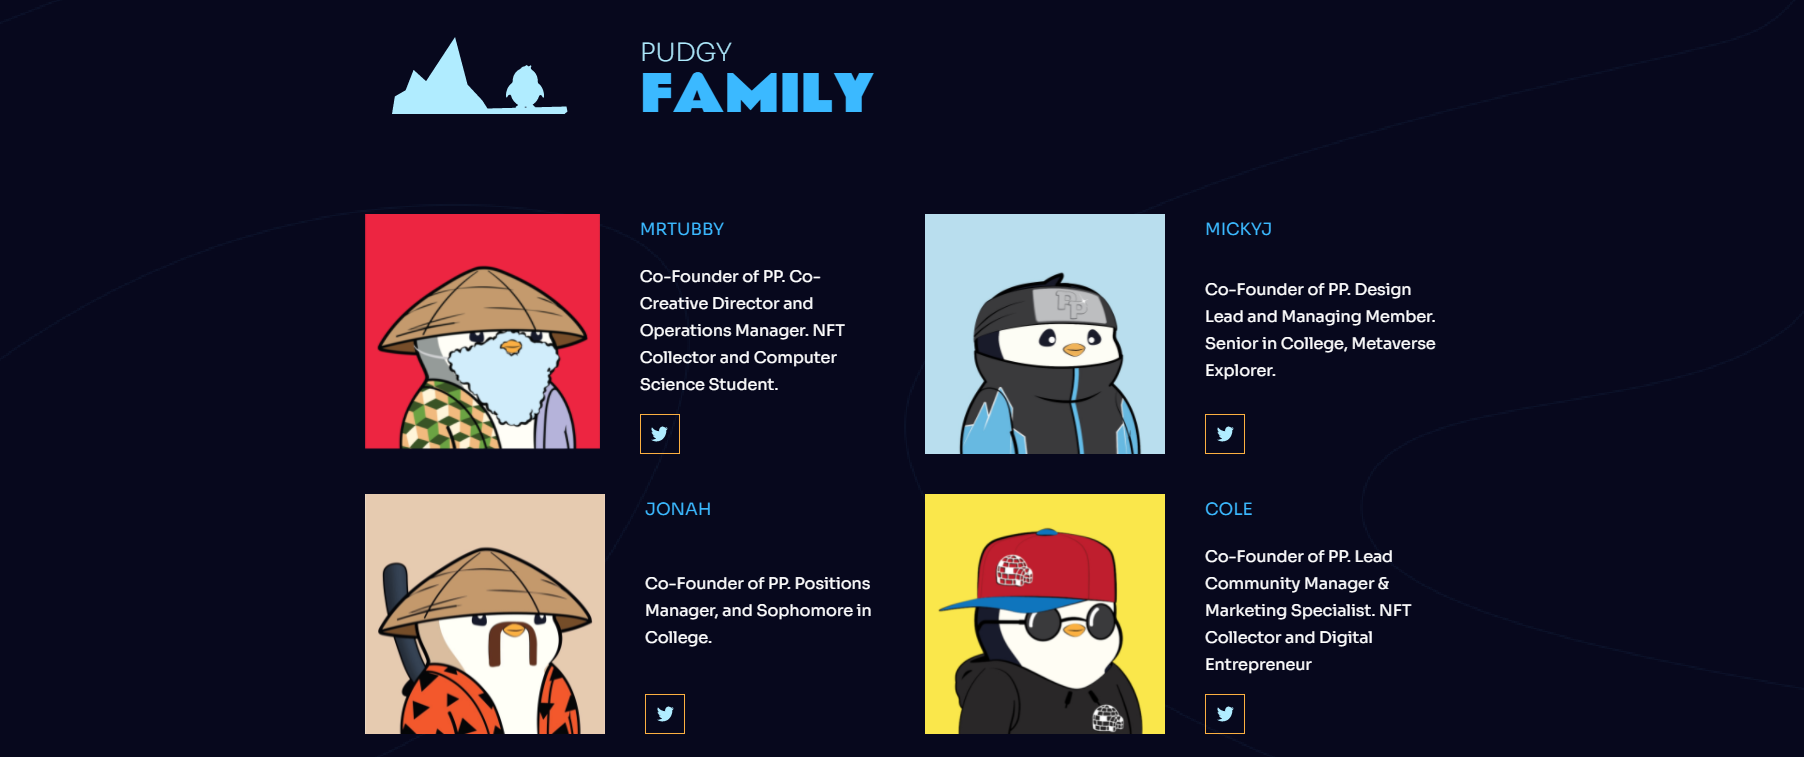 PUDGY
FAMILY
MRTUBBY
Co-Founder of PP. Co-
Creative Director and
Operations Manager. NFT
Collector and Computer
Science Student.
MICKYJ
Co-Founder of PP. Design
Lead and Managing Member.
Senior in College, Metaverse
Explorer.
PP
JONAH
Co-Founder of PP. Positions
Manager, and Sophomore in
College.
COLE
Co-Founder of PP. Lead
Community Manager &
Marketing Specialist. NFT
Collector and Digital
Entrepreneur